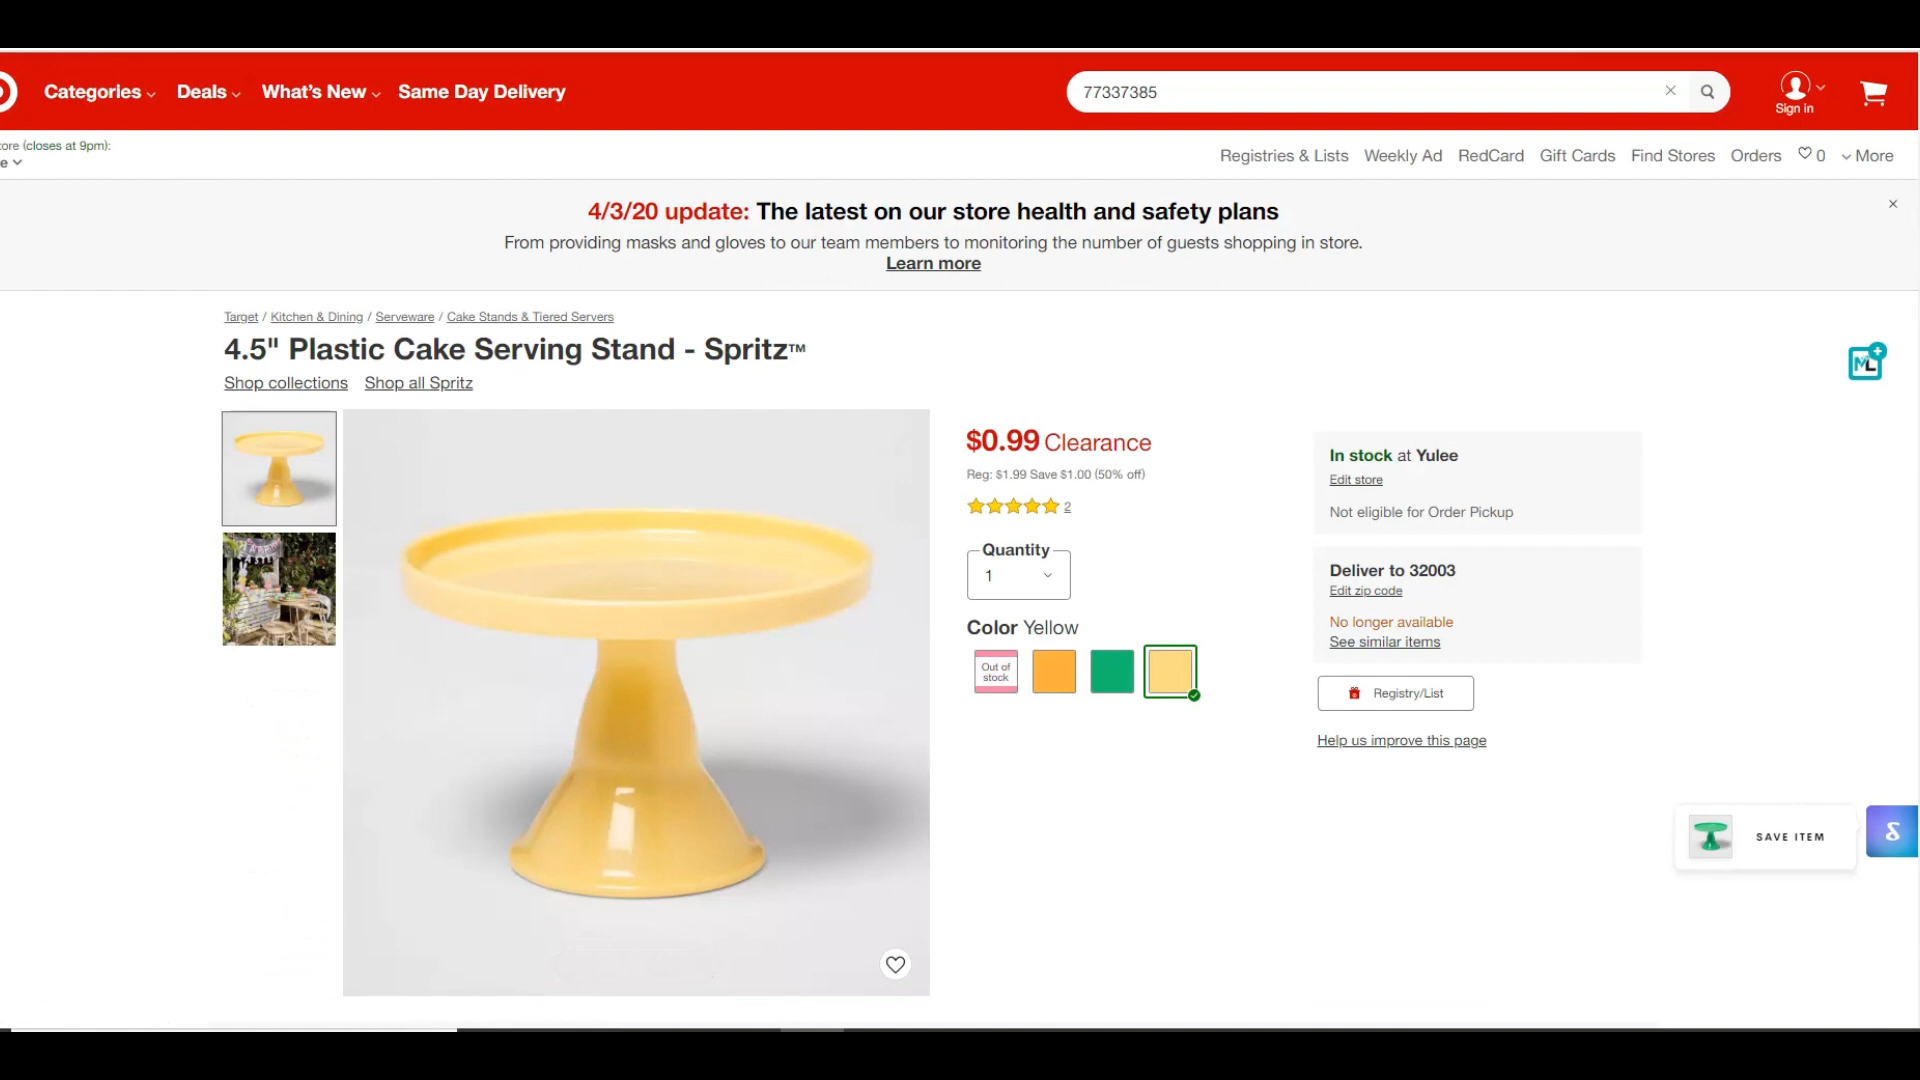 Categories
Deals
What's New
Same Day Delivery
77337385
Sign in
ore (closes at 9pm):
e
Registries & Lists
Weekly Ad
RedCard
Gift Cards
Find Stores
Orders
0
More
4/3/20 update: The latest on our store health and safety plans
From providing masks and gloves to our team members to monitoring the number of guests shopping in store.
Learn more
Target / Kitchen & Dining / Serveware / Cake Stands & Tiered Servers
4.5" Plastic Cake Serving Stand - Spritz™
Shop collections
Shop all Spritz
$0.99 Clearance
Reg: $1.99 Save $1.00 (50% off)
2
Quantity
1
Color Yellow
Out of
stock
In stock at Yulee
Edit store
Not eligible for Order Pickup
Deliver to 32003
Edit zip code
No longer available
See similar items
Registry/List
Help us improve this page
ML
SAVE ITEM